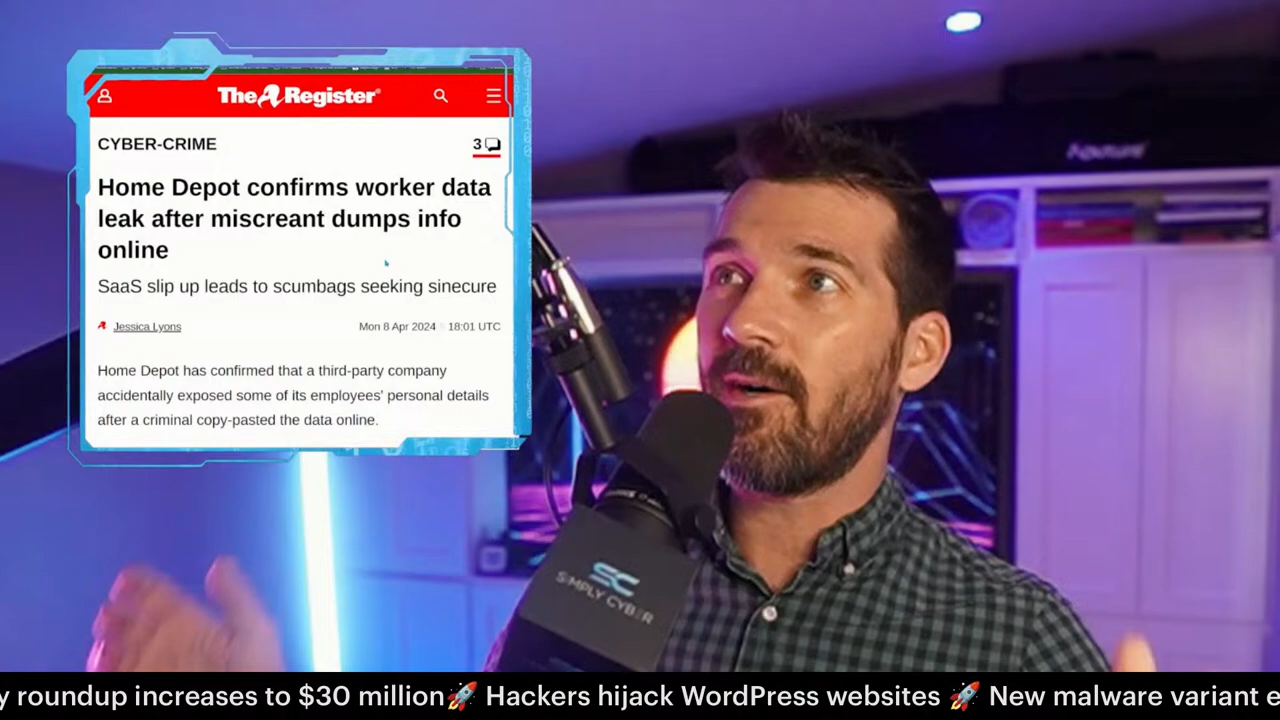 The Register
CYBER-CRIME
3
Home Depot confirms worker data
leak after miscreant dumps info
online
SaaS slip up leads to scumbags seeking sinecure
Jessica Lyons
Mon 8 Apr 2024
18:01 UTC
Home Depot has confirmed that a third-party company
accidentally exposed some of its employees' personal details
after a criminal copy-pasted the data online.
Aputure
SC
SIMPLY CYBER
y roundup increases to $30 million🚀 Hackers hijack WordPress websites 🚀 New malware variant e